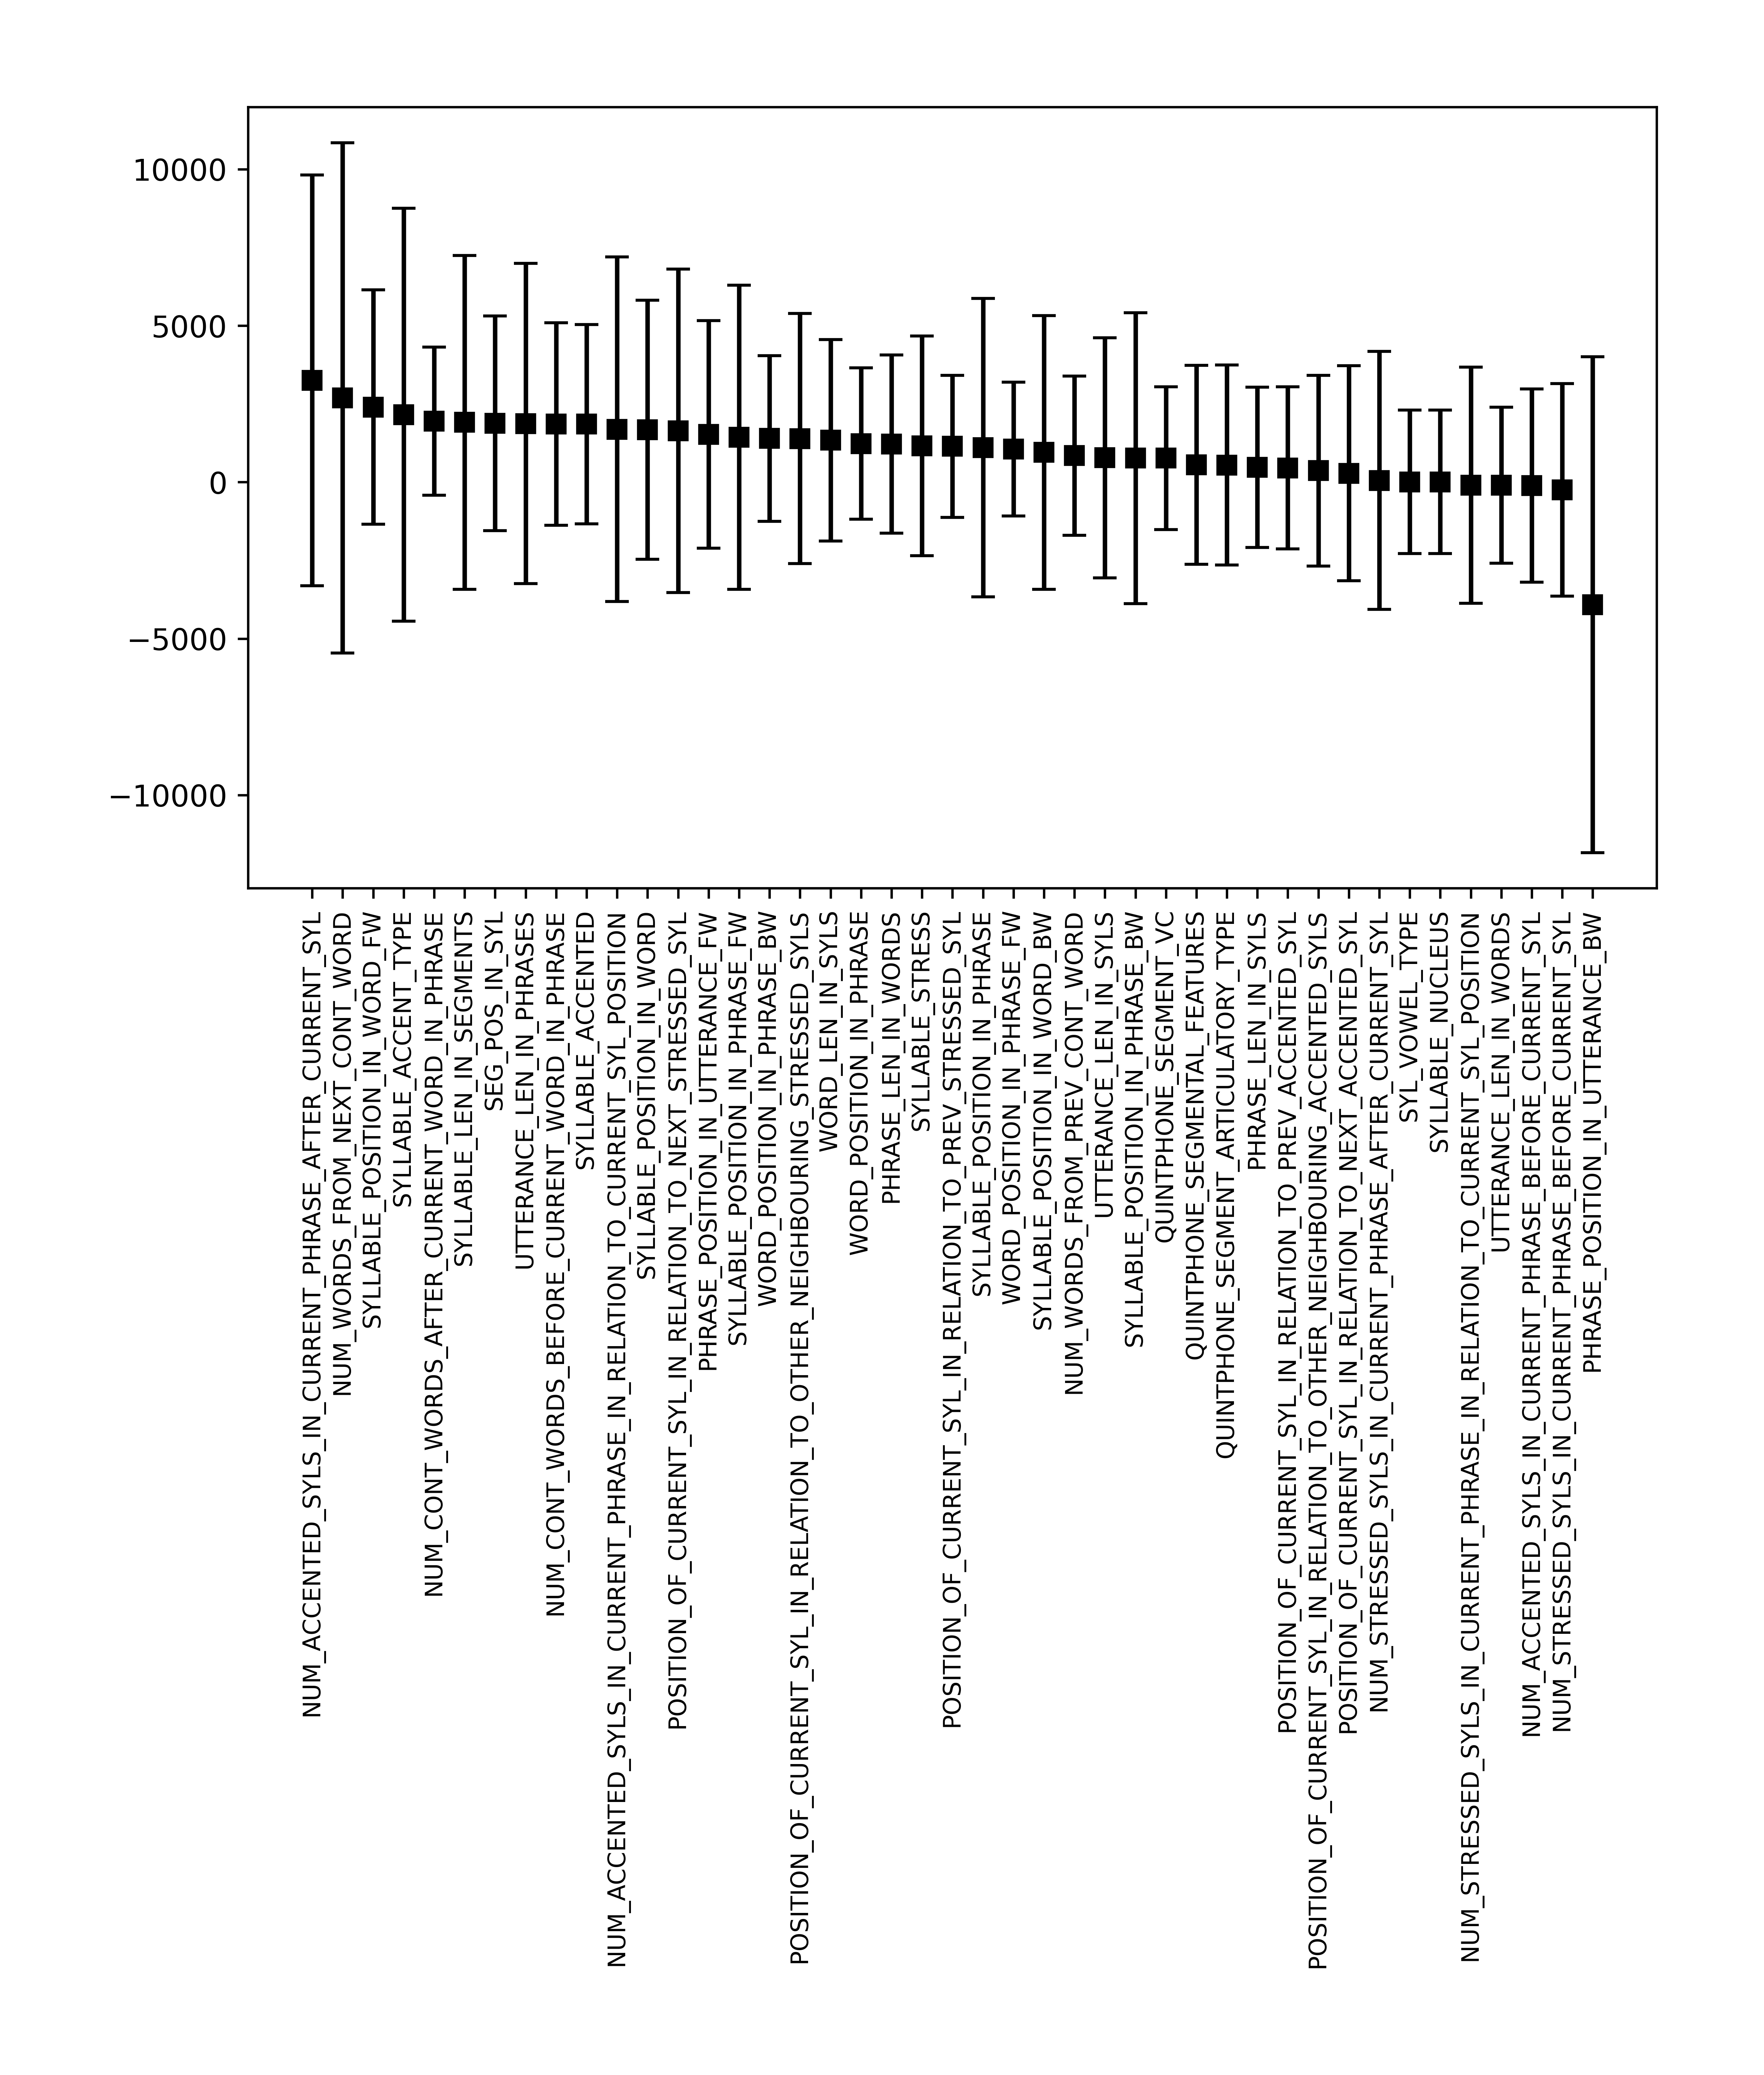 10000
5000
0
−5000
−10000
NUM_ACCENTED_SYLS_IN_CURRENT_PHRASE_AFTER_CURRENT_SYL
NUM_WORDS_FROM_NEXT_CONT_WORD
SYLLABLE_POSITION_IN_WORD_FW
SYLLABLE_ACCENT_TYPE
NUM_CONT_WORDS_AFTER_CURRENT_WORD_IN_PHRASE
SYLLABLE_LEN_IN_SEGMENTS
SEG_POS_IN_SYL
UTTERANCE_LEN_IN_PHRASES
NUM_CONT_WORDS_BEFORE_CURRENT_WORD_IN_PHRASE
SYLLABLE_ACCENTED
NUM_ACCENTED_SYLS_IN_CURRENT_PHRASE_IN_RELATION_TO_CURRENT_SYL_POSITION
SYLLABLE_POSITION_IN_WORD
POSITION_OF_CURRENT_SYL_IN_RELATION_TO_NEXT_STRESSED_SYL
PHRASE_POSITION_IN_UTTERANCE_FW
SYLLABLE_POSITION_IN_PHRASE_FW
WORD_POSITION_IN_PHRASE_BW
POSITION_OF_CURRENT_SYL_IN_RELATION_TO_OTHER_NEIGHBOURING_STRESSED_SYLS
WORD_LEN_IN_SYLS
WORD_POSITION_IN_PHRASE
PHRASE_LEN_IN_WORDS
SYLLABLE_STRESS
POSITION_OF_CURRENT_SYL_IN_RELATION_TO_PREV_STRESSED_SYL
SYLLABLE_POSITION_IN_PHRASE
WORD_POSITION_IN_PHRASE_FW
SYLLABLE_POSITION_IN_WORD_BW
NUM_WORDS_FROM_PREV_CONT_WORD
UTTERANCE_LEN_IN_SYLS
SYLLABLE_POSITION_IN_PHRASE_BW
QUINTPHONE_SEGMENT_VC
QUINTPHONE_SEGMENTAL_FEATURES
QUINTPHONE_SEGMENT_ARTICULATORY_TYPE
PHRASE_LEN_IN_SYLS
POSITION_OF_CURRENT_SYL_IN_RELATION_TO_PREV_ACCENTED_SYL
POSITION_OF_CURRENT_SYL_IN_RELATION_TO_OTHER_NEIGHBOURING_ACCENTED_SYLS
POSITION_OF_CURRENT_SYL_IN_RELATION_TO_NEXT_ACCENTED_SYL
NUM_STRESSED_SYLS_IN_CURRENT_PHRASE_AFTER_CURRENT_SYL
SYL_VOWEL_TYPE
SYLLABLE_NUCLEUS
NUM_STRESSED_SYLS_IN_CURRENT_PHRASE_IN_RELATION_TO_CURRENT_SYL_POSITION
UTTERANCE_LEN_IN_WORDS
NUM_ACCENTED_SYLS_IN_CURRENT_PHRASE_BEFORE_CURRENT_SYL
NUM_STRESSED_SYLS_IN_CURRENT_PHRASE_BEFORE_CURRENT_SYL
PHRASE_POSITION_IN_UTTERANCE_BW